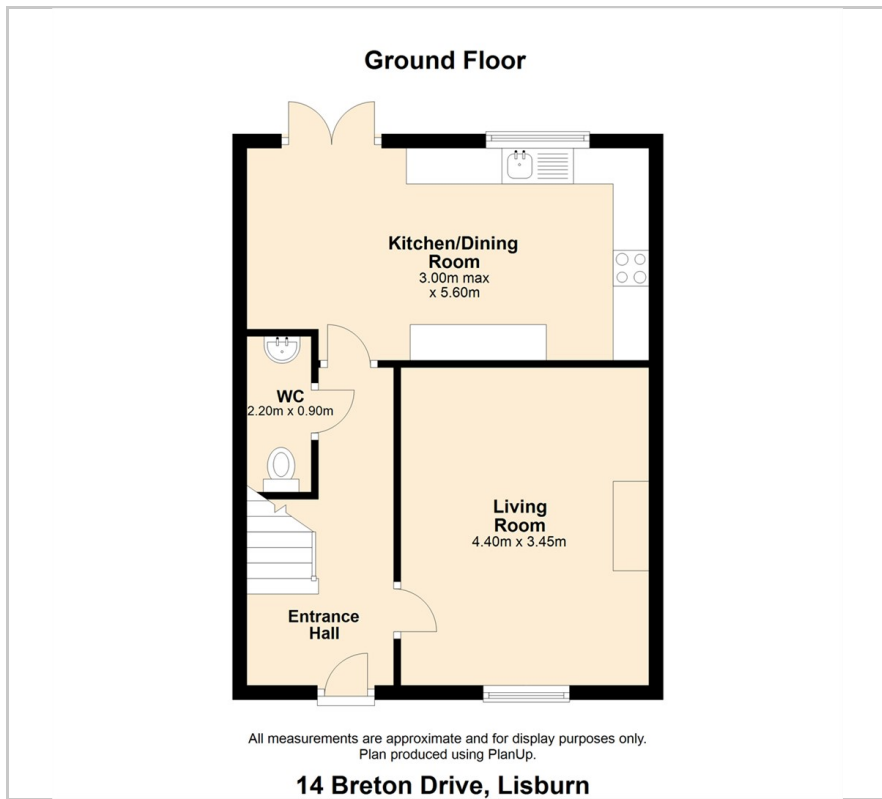 Ground Floor
Kitchen/Dining
Room
3.00m max
x 5.60m
WC
2.20m x 0.90m
Living
Room
4.40m x 3.45m
Entrance
Hall
All measurements are approximate and for display purposes only.
Plan produced using PlanUp.
14 Breton Drive, Lisburn